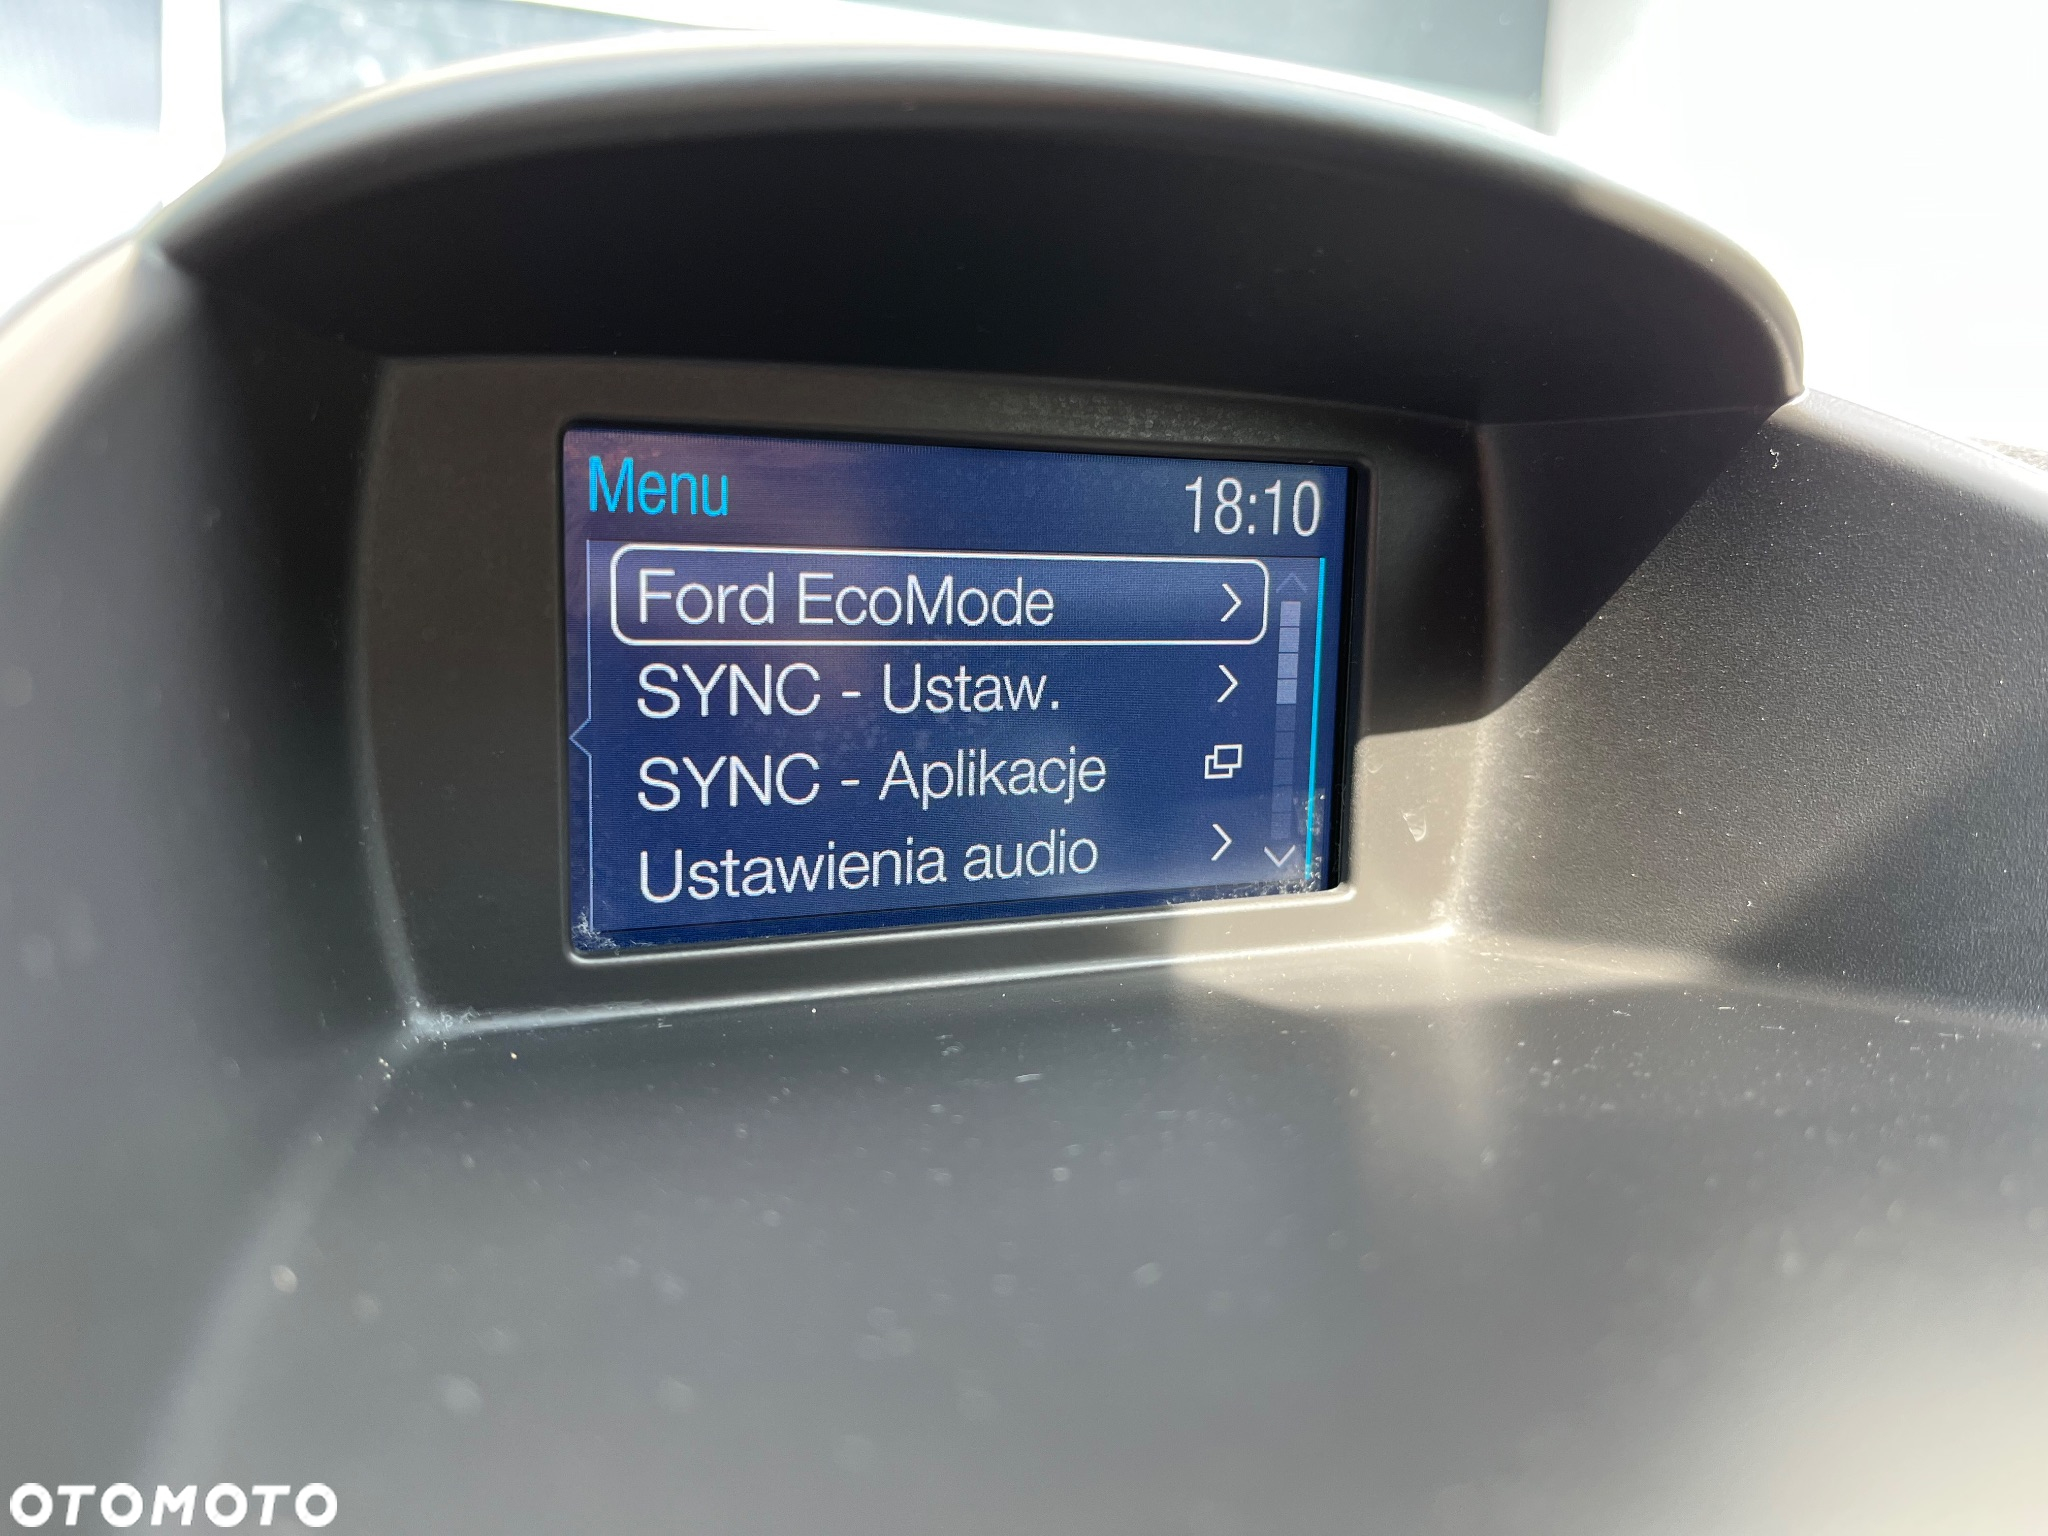 Menu
18:10
Ford EcoMode
SYNC - Ustaw.
SYNC - Aplikacje
Ustawienia audio
OTOMOTO